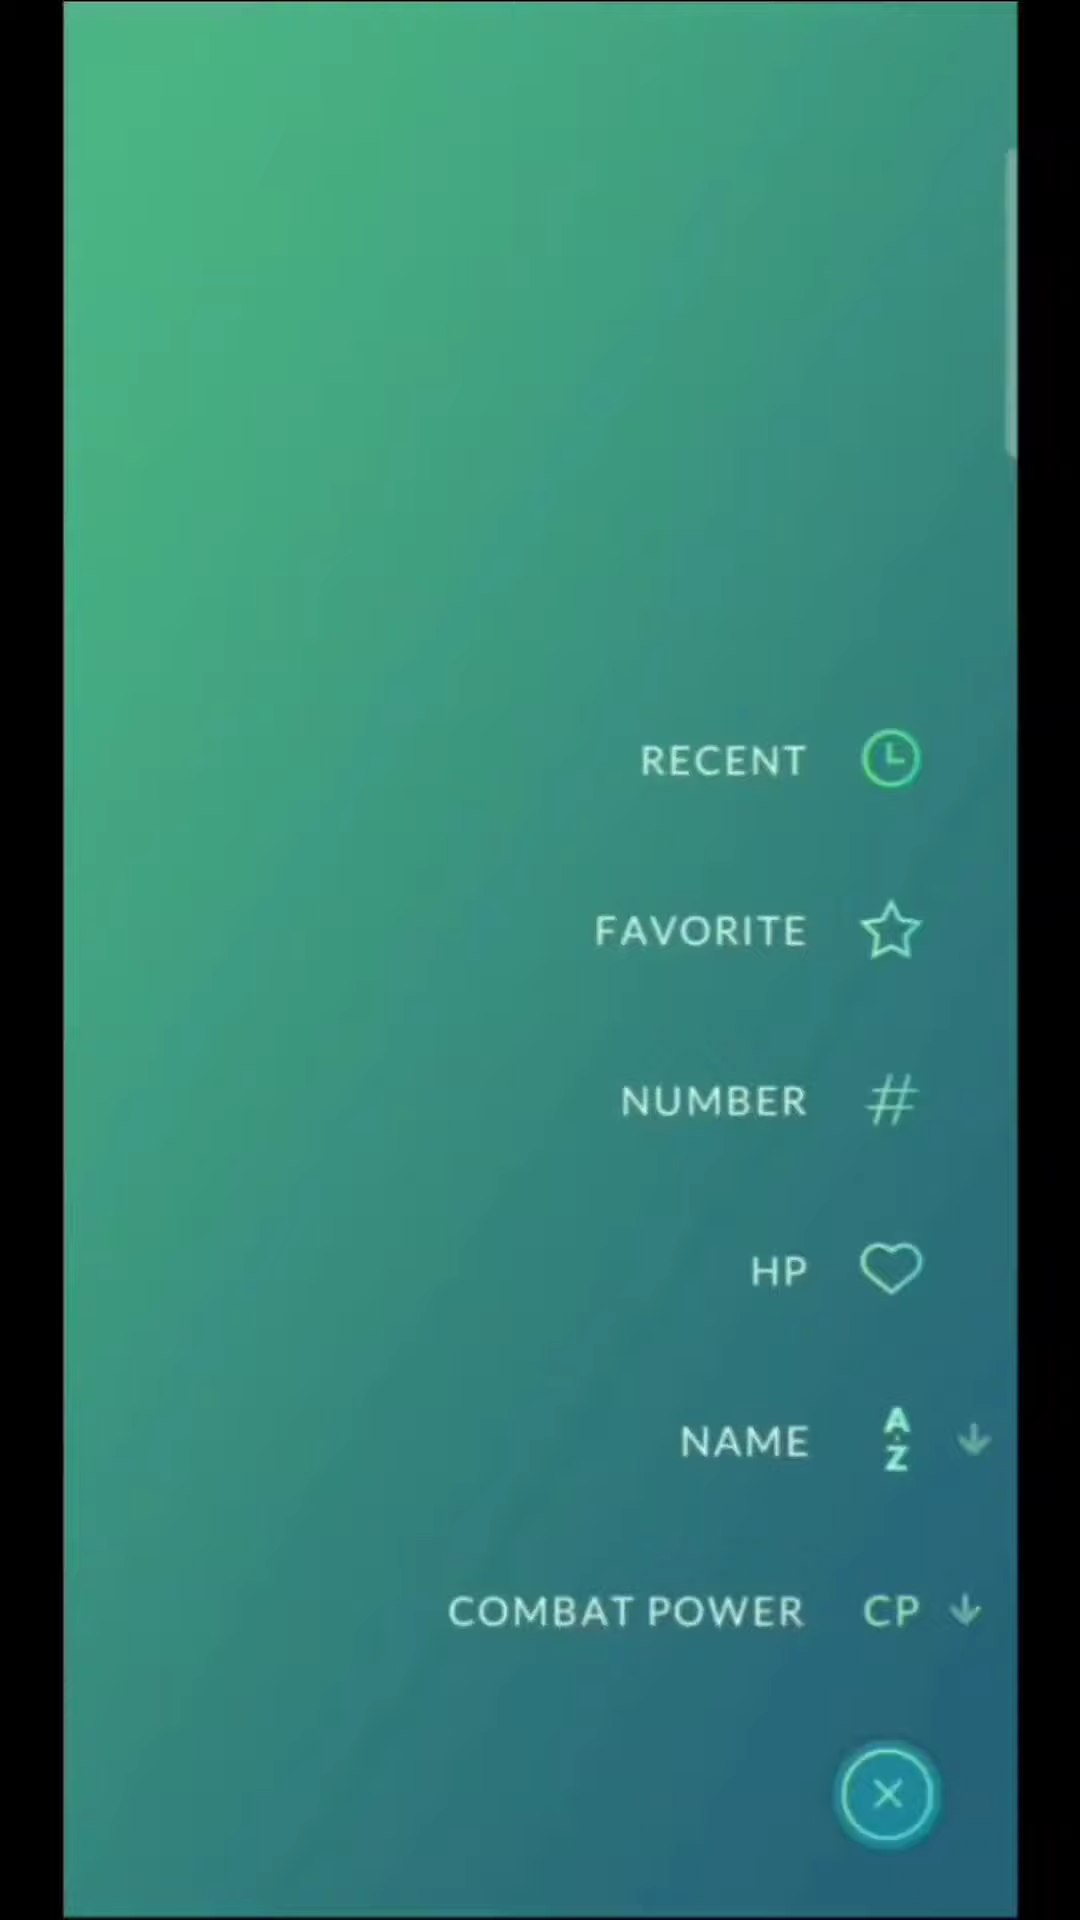 RECENT
FAVORITE
NUMBER #
HP
NAME A
Z
COMBAT POWER CP